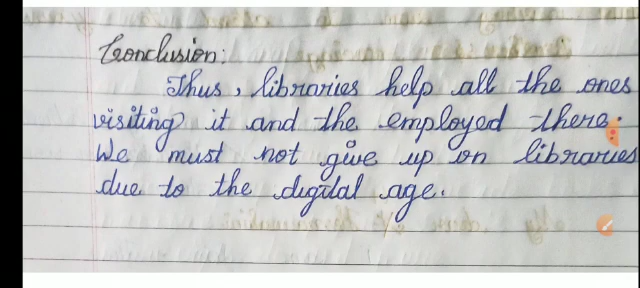 Conclusion:
Thus, libraries help all the ones
visiting it and the employed there.
We must not give up on libraries
due to the digital age.